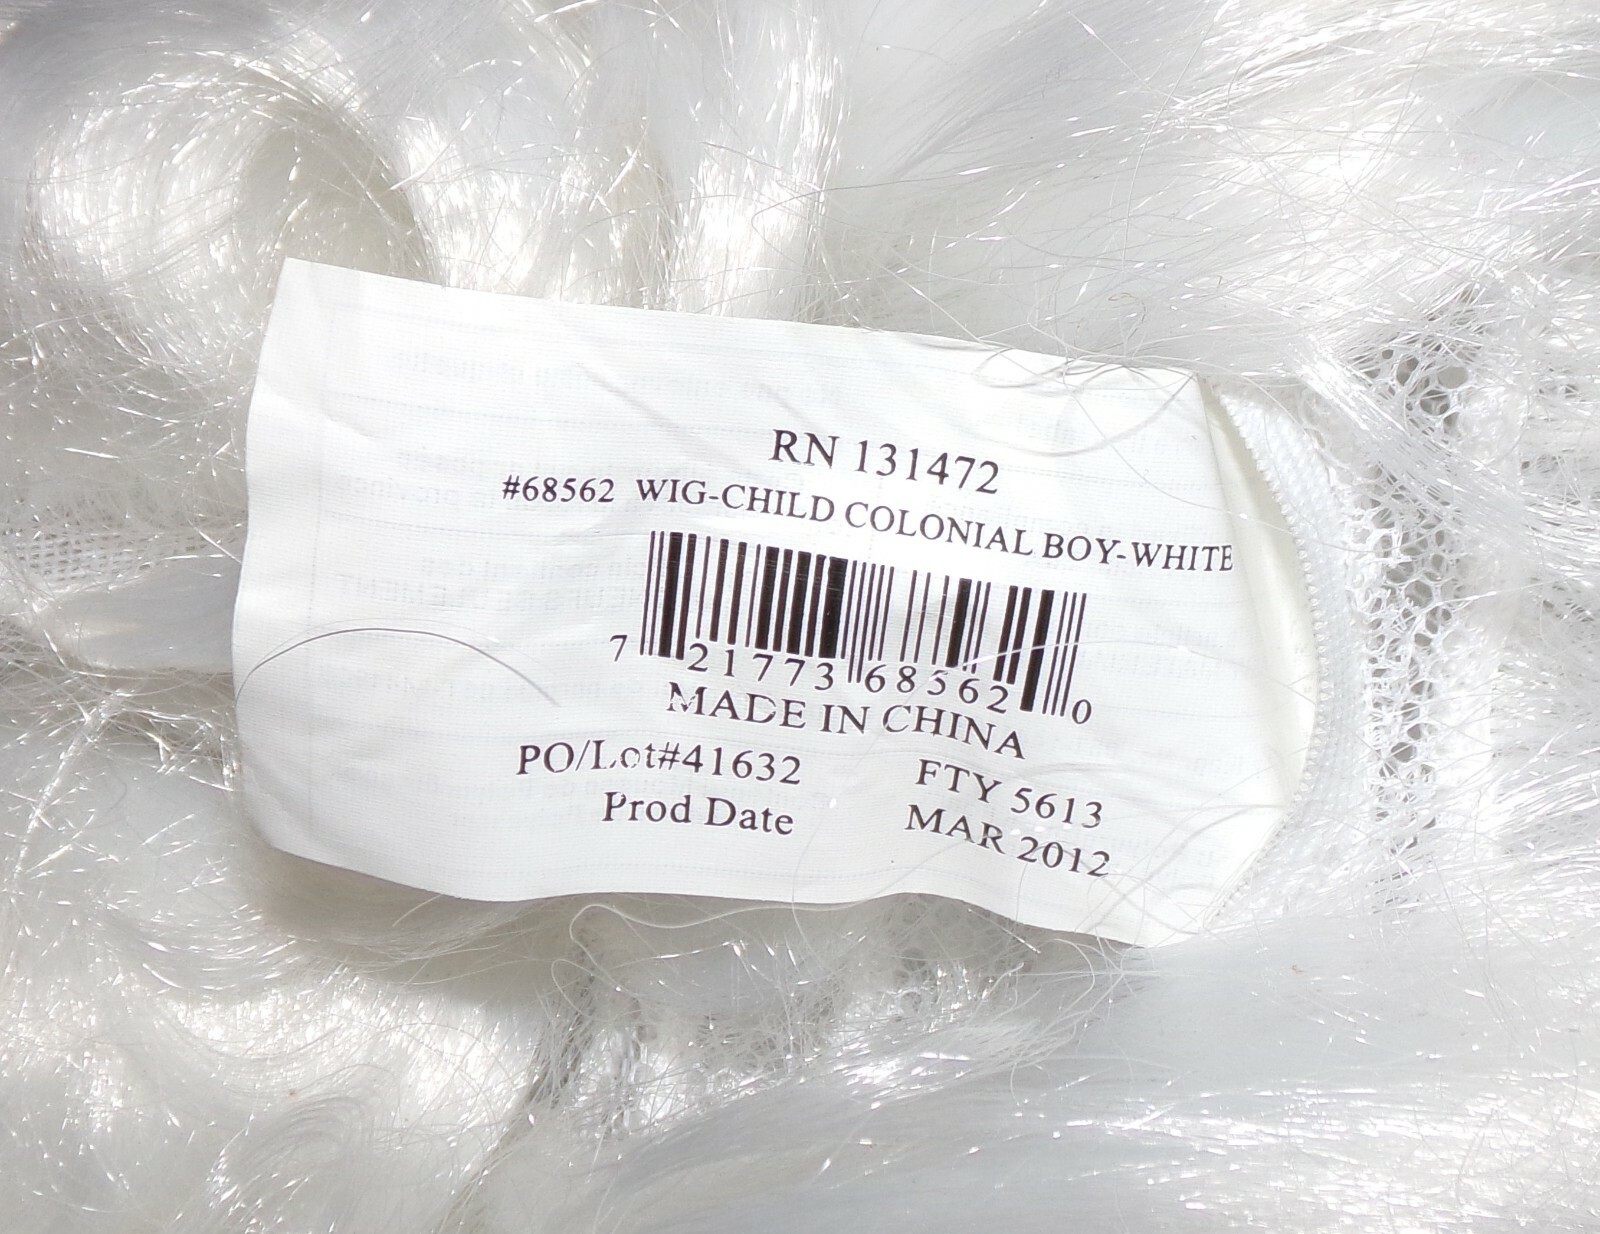 RN 131472
#68562 WIG-CHILD COLONIAL BOY-WHITE
7 21773 68562 0
MADE IN CHINA
PO/Lot#41632 FTY 5613
Prod Date MAR 2012